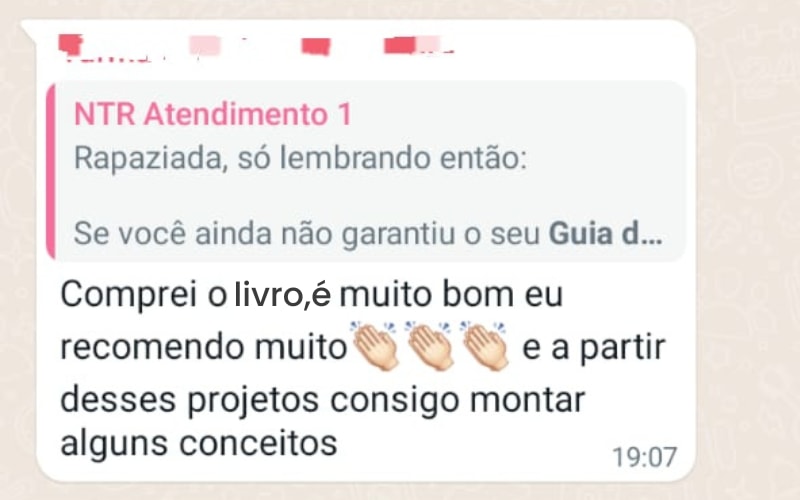 NTR Atendimento 1
Rapaziada, só lembrando então:
Se você ainda não garantiu o seu Guia d...
Comprei o livro,é muito bom eu
recomendo muito👏🏻👏🏻👏🏻 e a partir
desses projetos consigo montar
alguns conceitos
19:07